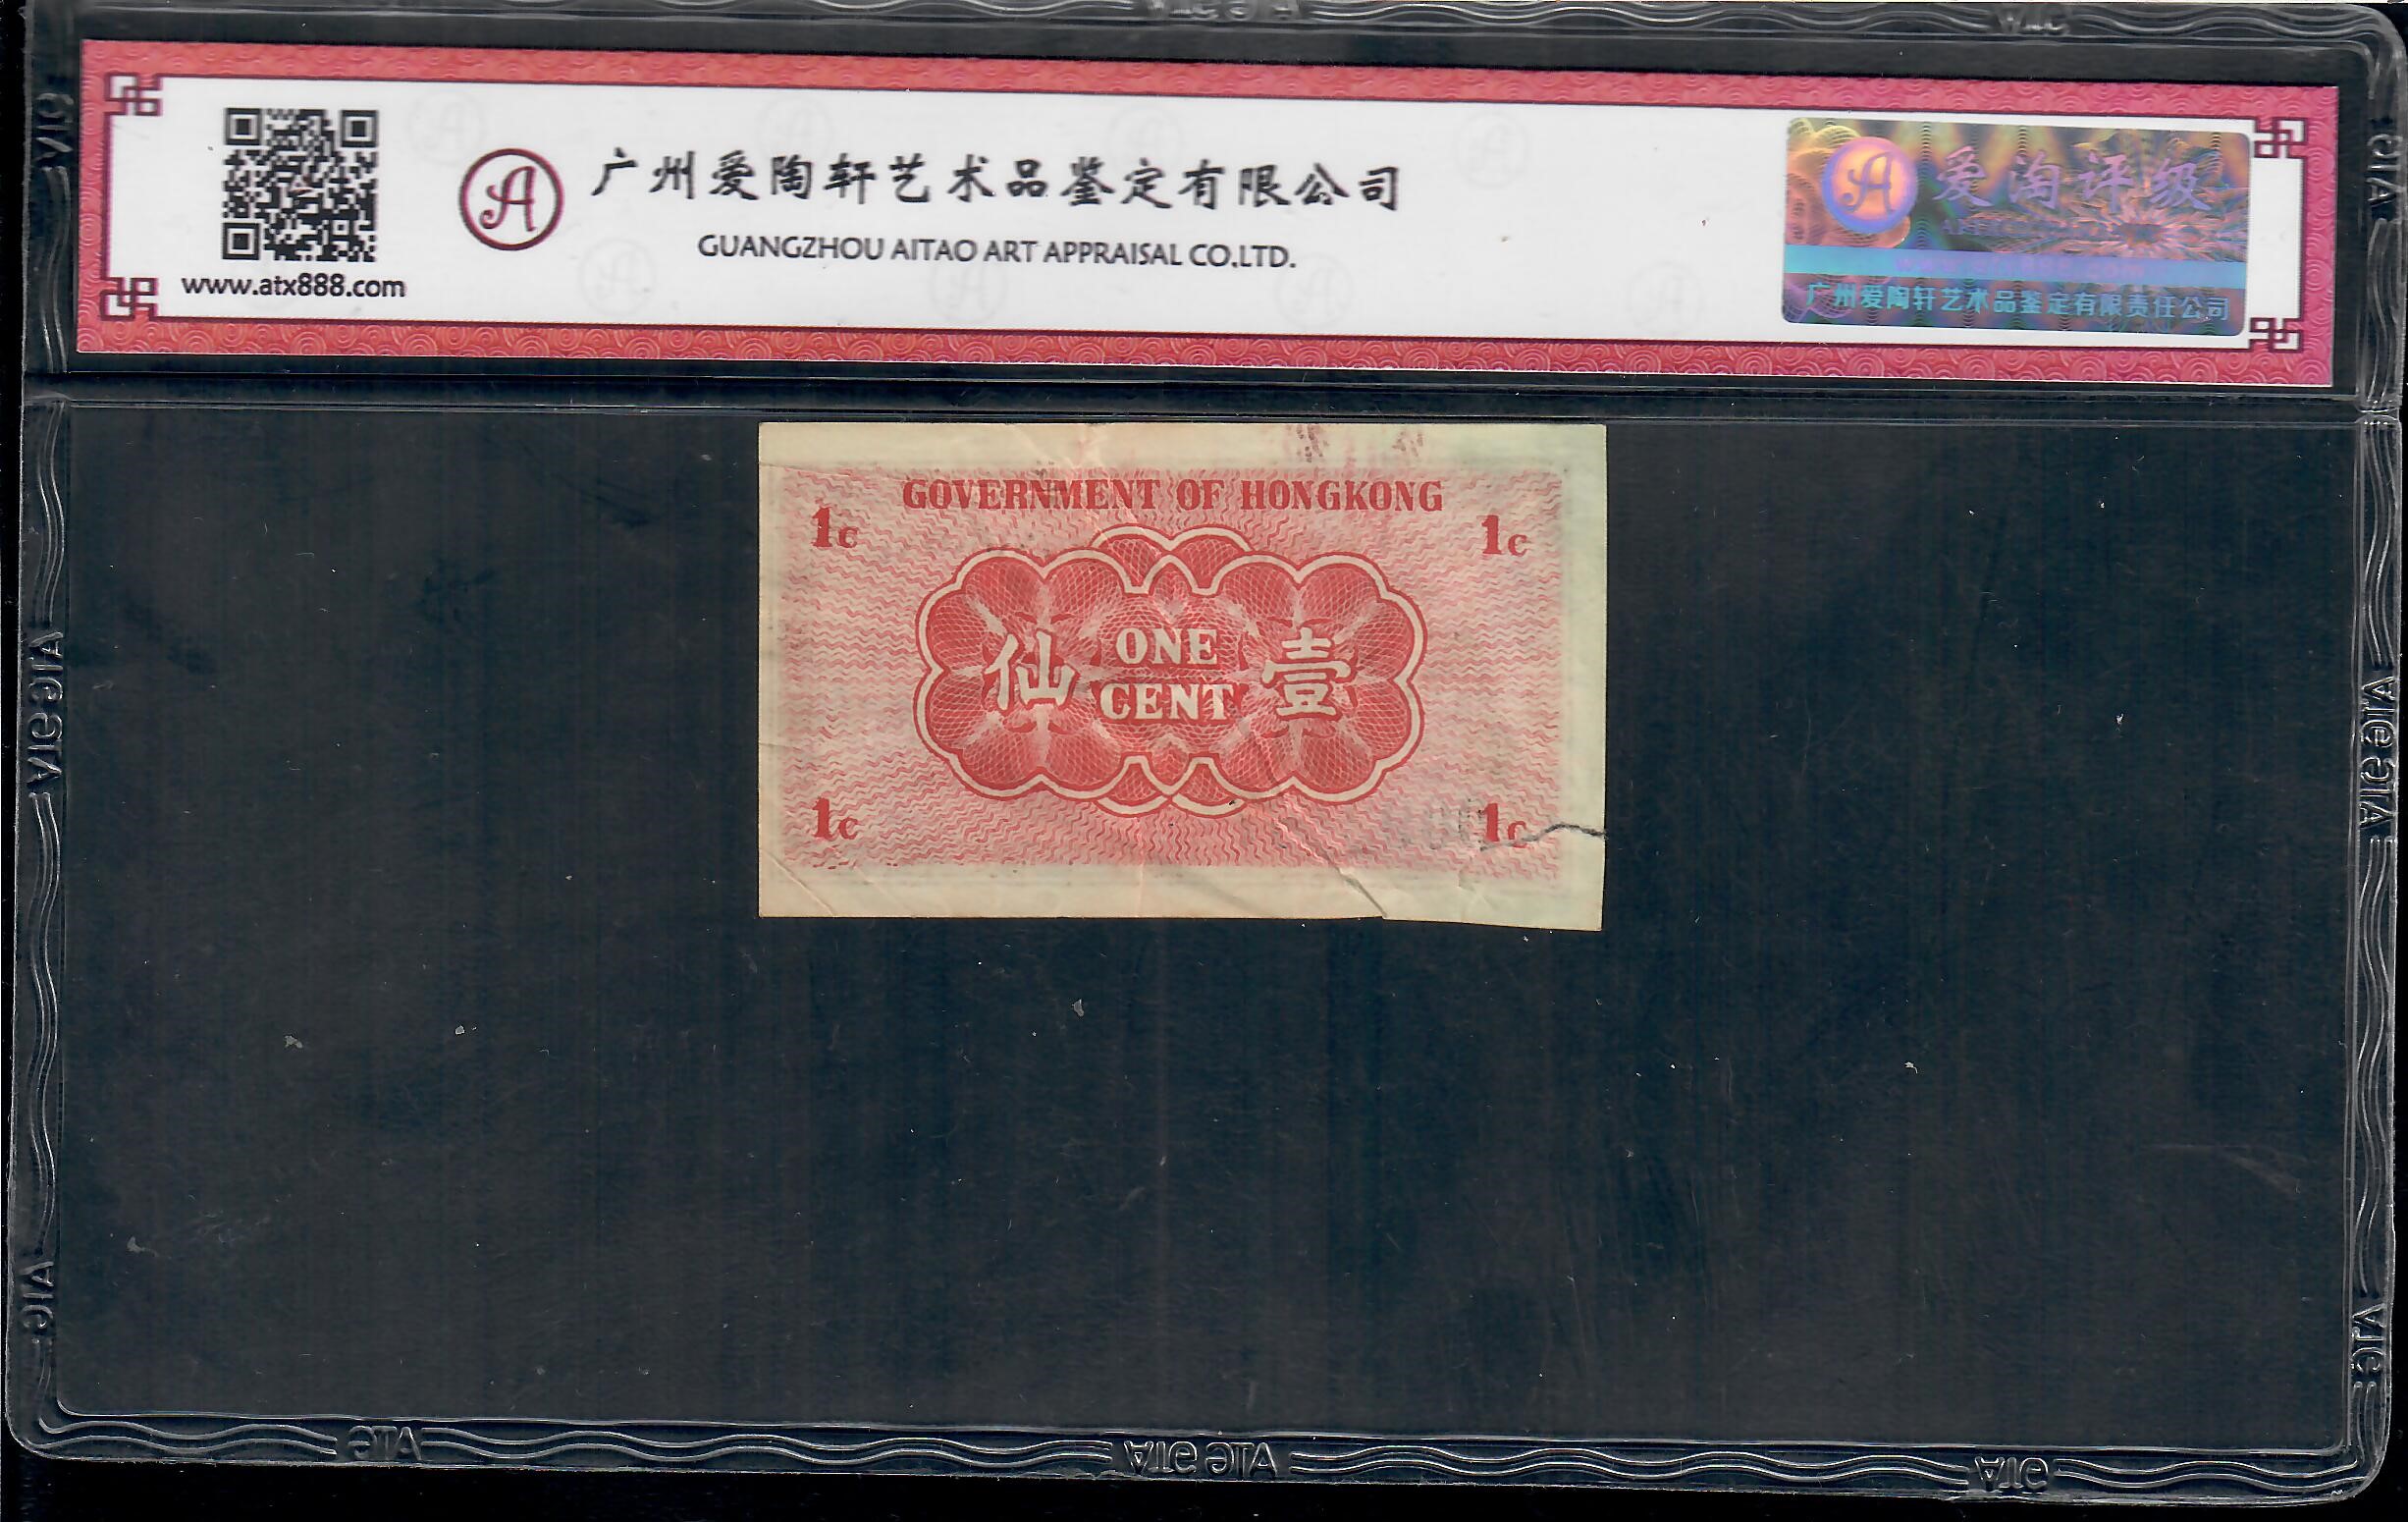 广州爱陶轩艺术品鉴定有限公司
GUANGZHOU AITAO ART APPRAISAL CO.LTD.
www.atx888.com
A
爱淘评级
广州爱陶轩艺术品鉴定有限责任公司
GOVERNMENT OF HONGKONG
1c
1c
仙 ONE 壹
CENT
1c
1c